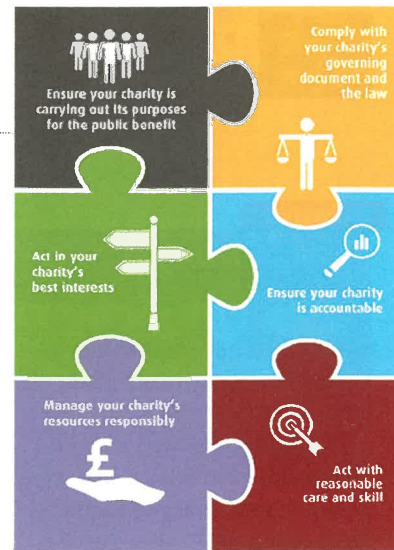 Ensure your charity is
carrying out its purposes
for the public benefit
Comply with
your charity's
governing
document and
the law
Act in your
charity's
best interests
Ensure your charity
is accountable
Manage your charity's
resources responsibly
£
Act with
reasonable
care and skill